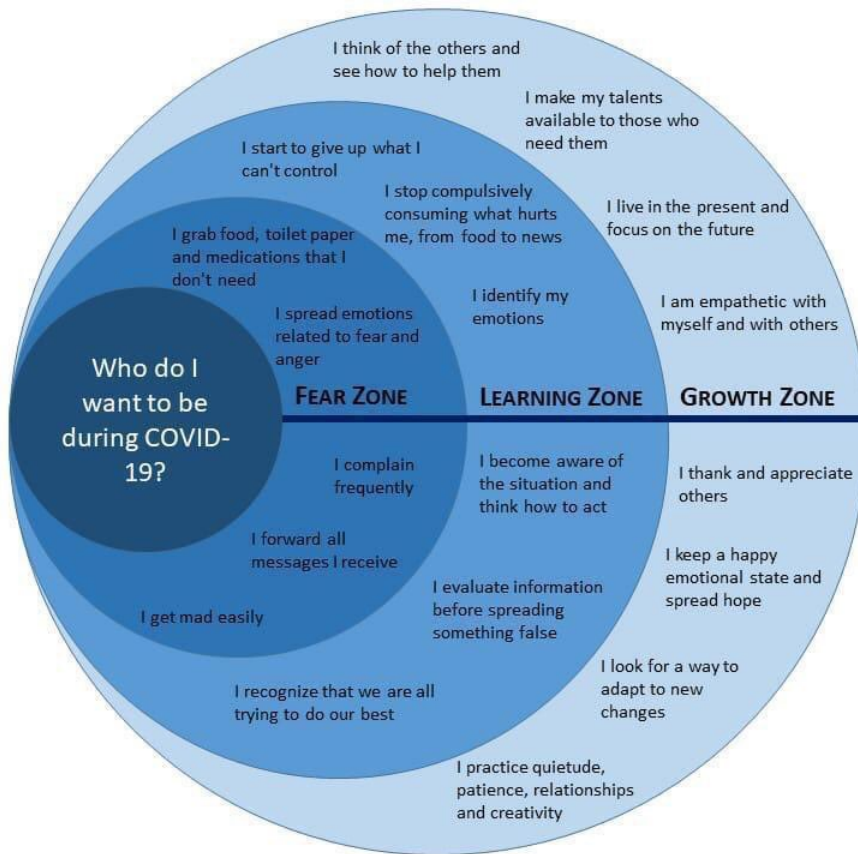 I think of the others and
see how to help them
I make my talents
available to those who
need them
I start to give up what I
can't control
I stop compulsively
consuming what hurts
me, from food to news
I live in the present and
focus on the future
I grab food, toilet paper
and medications that I
don't need
I identify my
emotions
I am empathetic with
myself and with others
I spread emotions
related to fear and
anger
Who do I
want to be
during COVID-
19?
FEAR ZONE
LEARNING ZONE
GROWTH ZONE
I complain
frequently
I become aware of
the situation and
think how to act
I thank and appreciate
others
I forward all
messages I receive
I keep a happy
emotional state and
spread hope
I evaluate information
before spreading
something false
I get mad easily
I look for a way to
adapt to new
changes
I recognize that we are all
trying to do our best
I practice quietude,
patience, relationships
and creativity